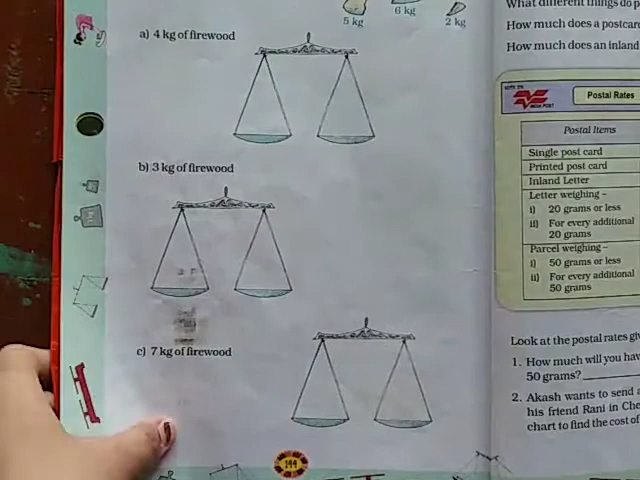 5 kg
6 kg
2 kg
a) 4 kg of firewood
b) 3 kg of firewood
c) 7 kg of firewood
144
What different things do p
How much does a postcar
How much does an inland
INDIA POST
Postal Rates
Postal Items
Single post card
Printed post card
Inland Letter
Letter weighing –
i) 20 grams or less
ii) For every additional
20 grams
Parcel weighing –
i) 50 grams or less
ii) For every additional
50 grams
Look at the postal rates giv
1. How much will you hav
50 grams?
2. Akash wants to send a
his friend Rani in Che
chart to find the cost of